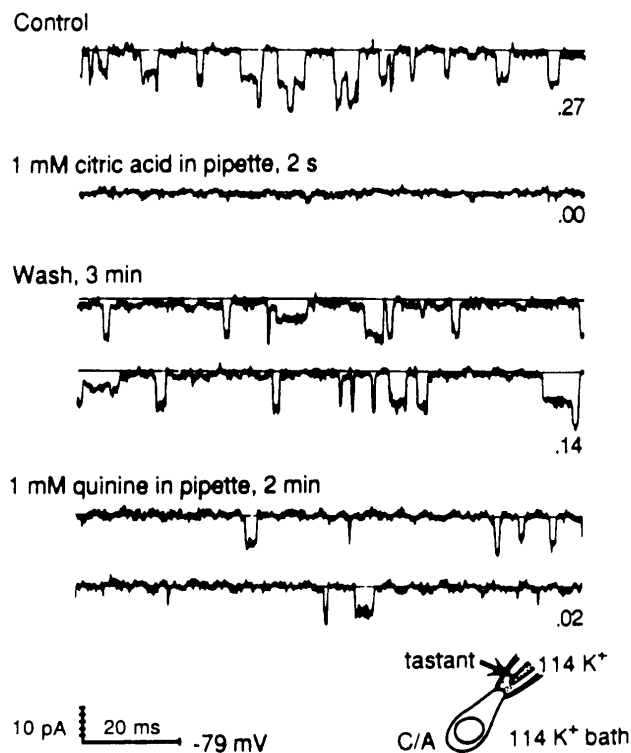 Control
.27
1 mM citric acid in pipette, 2 s
.00
Wash, 3 min
.14
1 mM quinine in pipette, 2 min
.02
tastant 114 K⁺
10 pA 20 ms -79 mV C/A 114 K⁺ bath